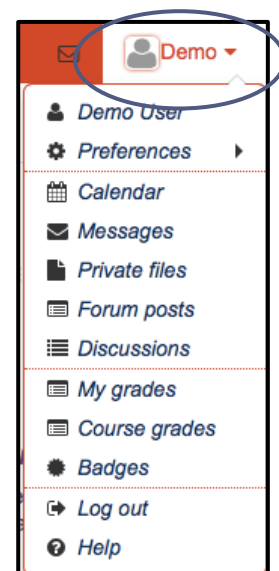 Demo
Demo User
Preferences
Calendar
Messages
Private files
Forum posts
Discussions
My grades
Course grades
Badges
Log out
Help